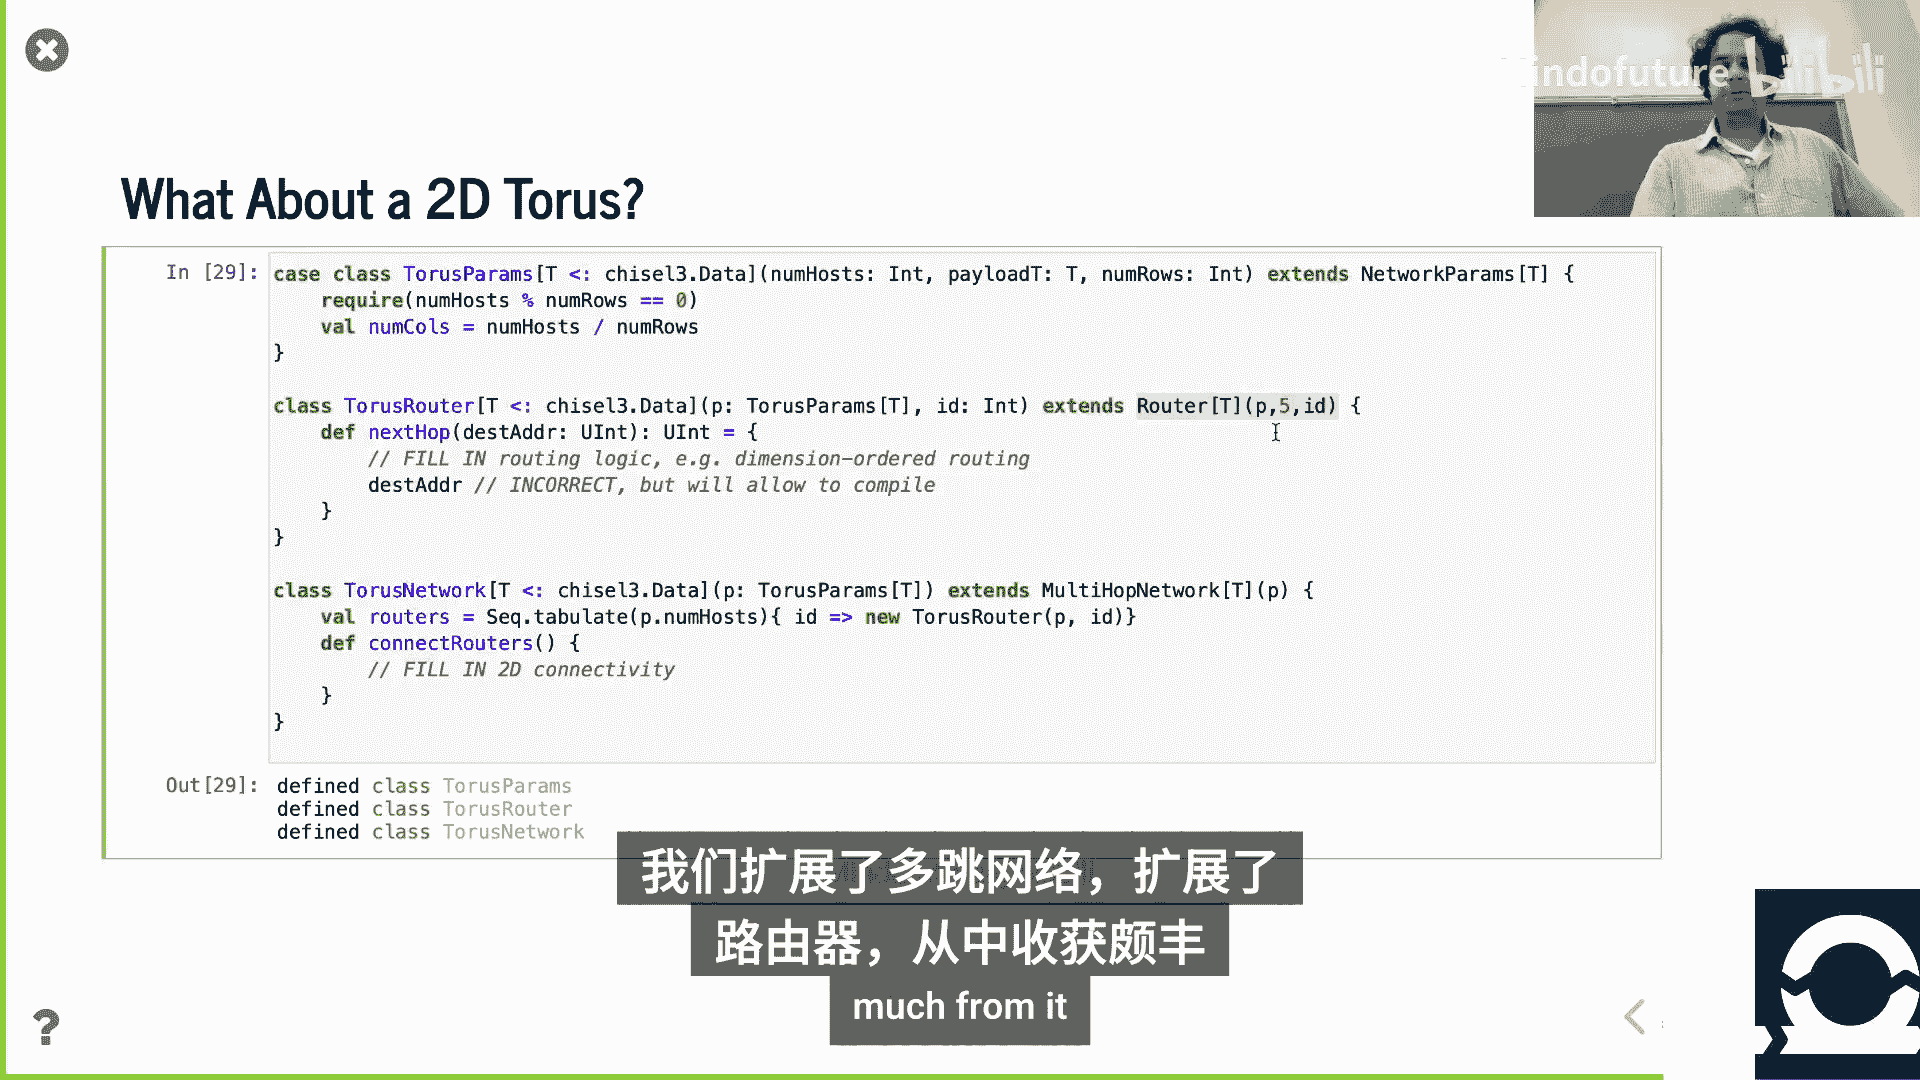 indofuture bilibili
What About a 2D Torus?
In [29]:
case class TorusParams[T <: chisel3.Data](numHosts: Int, payloadT: T, numRows: Int) extends NetworkParams[T] {
require(numHosts % numRows == 0)
val numCols = numHosts / numRows
}
class TorusRouter[T <: chisel3.Data](p: TorusParams[T], id: Int) extends Router[T](p,5,id) {
def nextHop(destAddr: UInt): UInt = {
// FILL IN routing logic, e.g. dimension-ordered routing
destAddr // INCORRECT, but will allow to compile
}
}
class TorusNetwork[T <: chisel3.Data](p: TorusParams[T]) extends MultiHopNetwork[T](p) {
val routers = Seq.tabulate(p.numHosts){ id => new TorusRouter(p, id)}
def connectRouters() {
// FILL IN 2D connectivity
}
}
Out[29]:
defined class TorusParams
defined class TorusRouter
defined class TorusNetwork
我们扩展了多跳网络，扩展了
路由器，从中收获颇丰
much from it
?